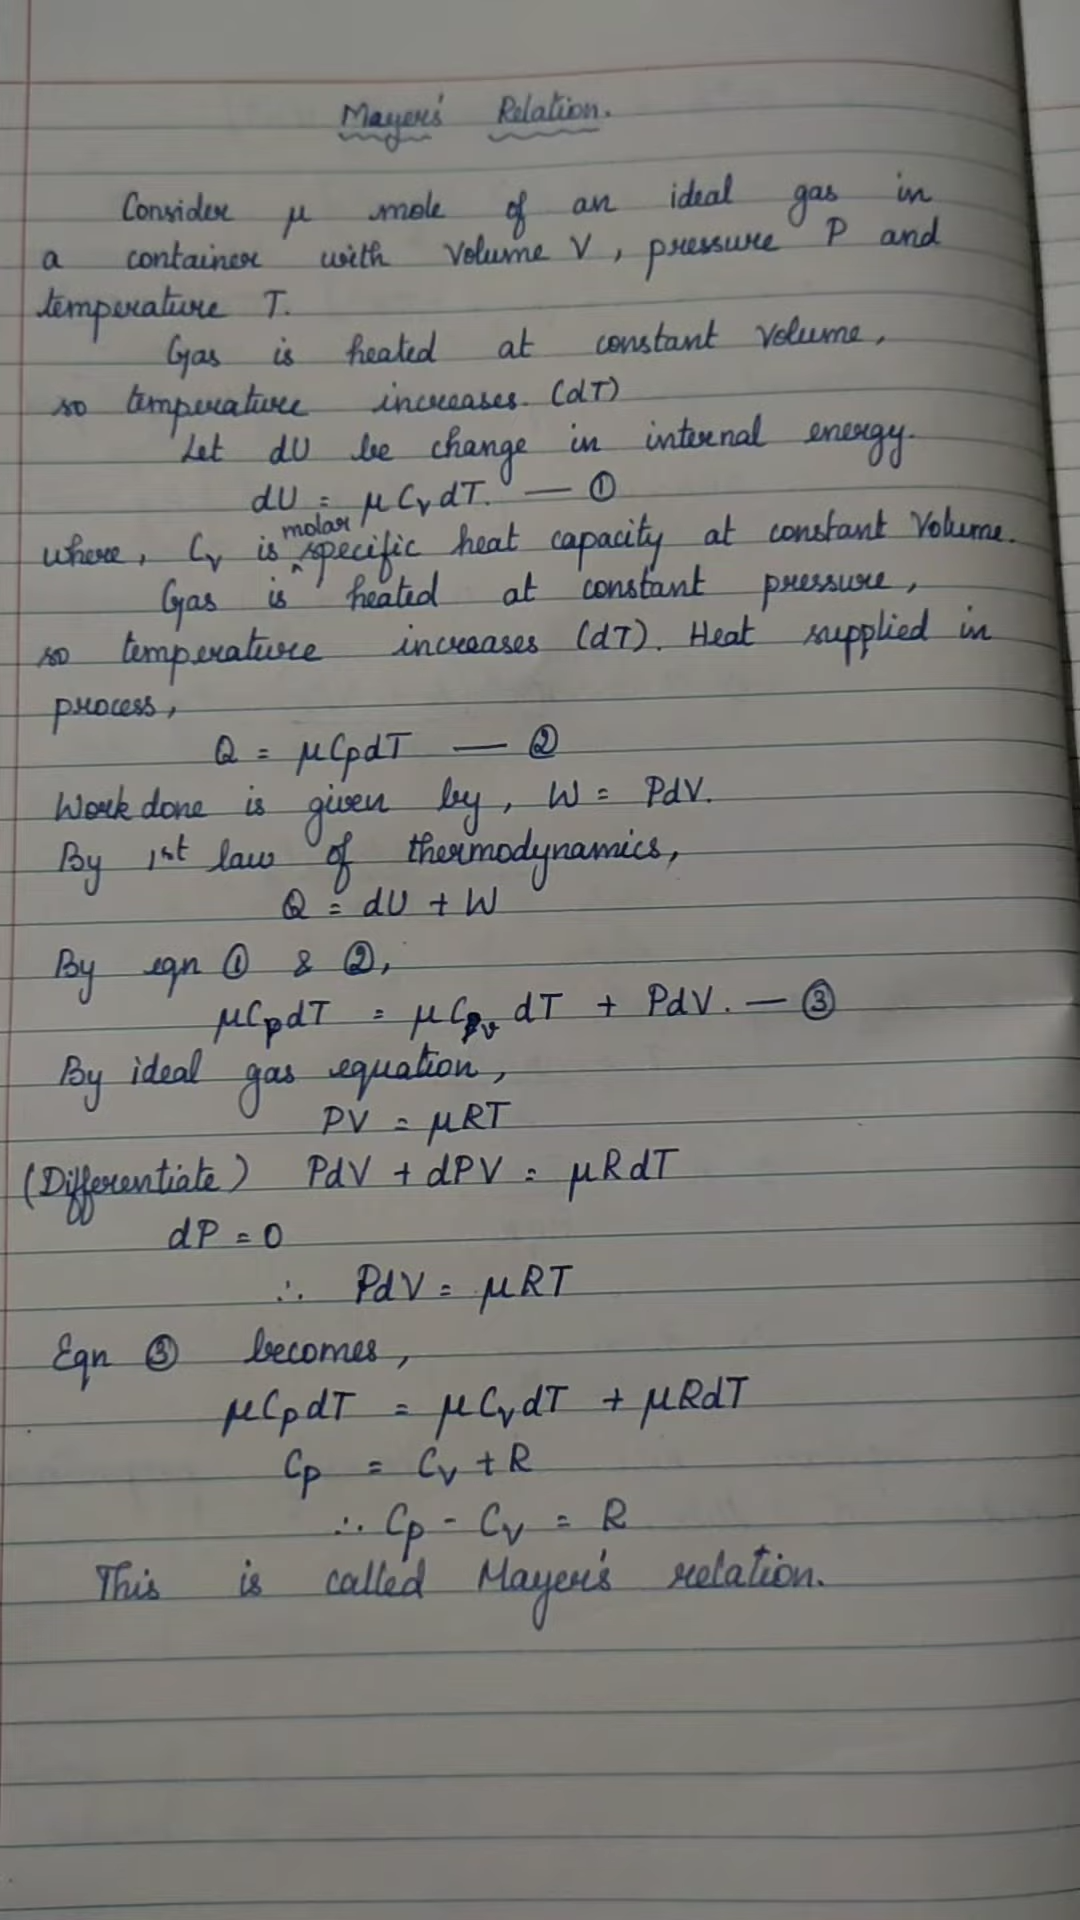 Mayer's Relation.
Consider μ mole of an ideal gas in
a container with Volume V, pressure P and
temperature T.
Gas is heated at constant Volume,
so temperature increases. (dT)
Let dU be change in internal energy.
dU = μ Cv dT. — ①
where, Cv is molar specific heat capacity at constant Volume.
Gas is heated at constant pressure,
so temperature increases (dT). Heat supplied in
process,
Q = μCpdT — ②
Work done is given by, W = PdV.
By 1st law of thermodynamics,
Q = dU + W
By eqn ① & ②,
μCpdT = μCv dT + PdV. — ③
By ideal gas equation,
PV = μRT
(Differentiate) PdV + dPV = μRdT
dP = 0
∴ PdV = μRT
Eqn ③ becomes,
μCpdT = μCvdT + μRdT
Cp = Cv + R
∴ Cp - Cv = R
This is called Mayer's relation.